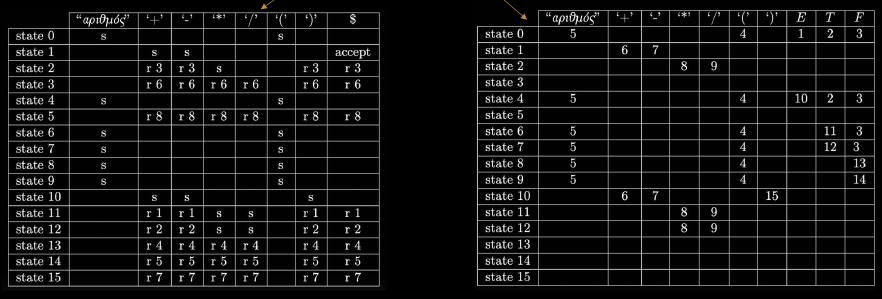 “αριθμός” ‘+’ ‘-’ ‘*’ ‘/’ ‘(’ ‘)’ $
state 0 s s
state 1 s s accept
state 2 r 3 r 3 s r 3 r 3
state 3 r 6 r 6 r 6 r 6 r 6 r 6
state 4 s s
state 5 r 8 r 8 r 8 r 8 r 8 r 8
state 6 s s
state 7 s s
state 8 s s
state 9 s s
state 10 s s s
state 11 r 1 r 1 s s r 1 r 1
state 12 r 2 r 2 s s r 2 r 2
state 13 r 4 r 4 r 4 r 4 r 4 r 4
state 14 r 5 r 5 r 5 r 5 r 5 r 5
state 15 r 7 r 7 r 7 r 7 r 7 r 7
“αριθμός” ‘+’ ‘-’ ‘*’ ‘/’ ‘(’ ‘)’ E T F
state 0 5 4 1 2 3
state 1 6 7
state 2 8 9
state 3
state 4 5 4 10 2 3
state 5
state 6 5 4 11 3
state 7 5 4 12 3
state 8 5 4 13
state 9 5 4 14
state 10 6 7 15
state 11 8 9
state 12 8 9
state 13
state 14
state 15